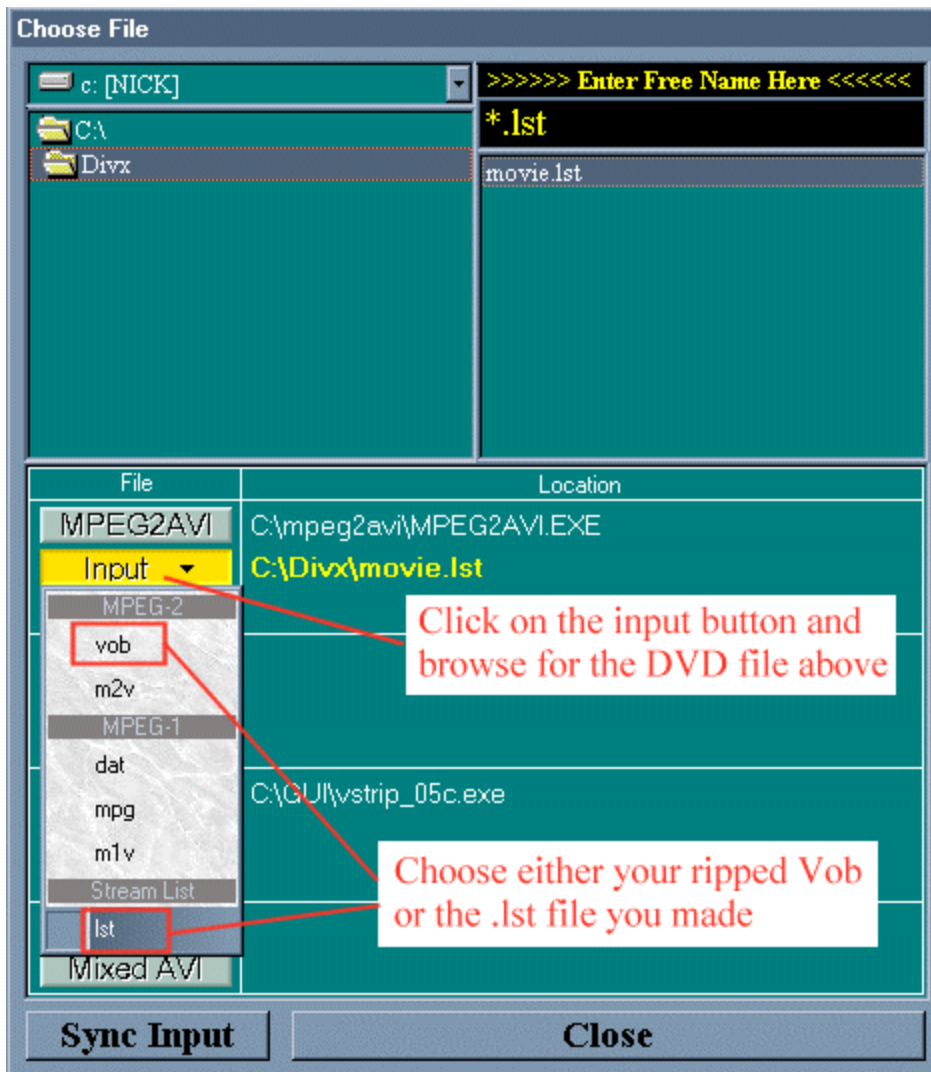 Choose File
c: [NICK]
>>>>>> Enter Free Name Here <<<<<<
*.lst
C:\
Divx
movie.lst
File
Location
MPEG2AVI
C:\mpeg2avi\MPEG2AVI.EXE
Input
C:\Divx\movie.lst
MPEG-2
Click on the input button and
browse for the DVD file above
vob
m2v
MPEG-1
dat
C:\GUI\vstrip_05c.exe
mpg
m1v
Choose either your ripped Vob
or the .lst file you made
Stream List
lst
Mixed AVI
Sync Input
Close